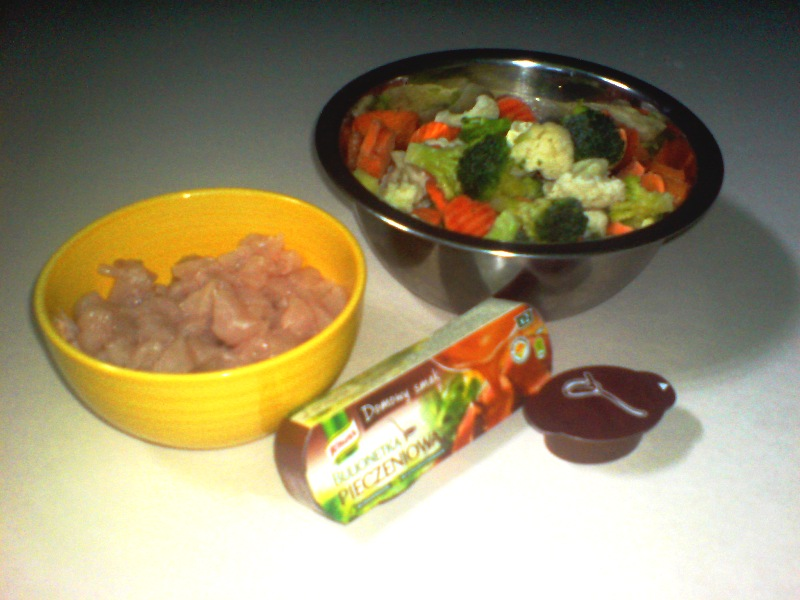 Domowy smak
Knorr
BULIONETKA
PIECZENIOWA